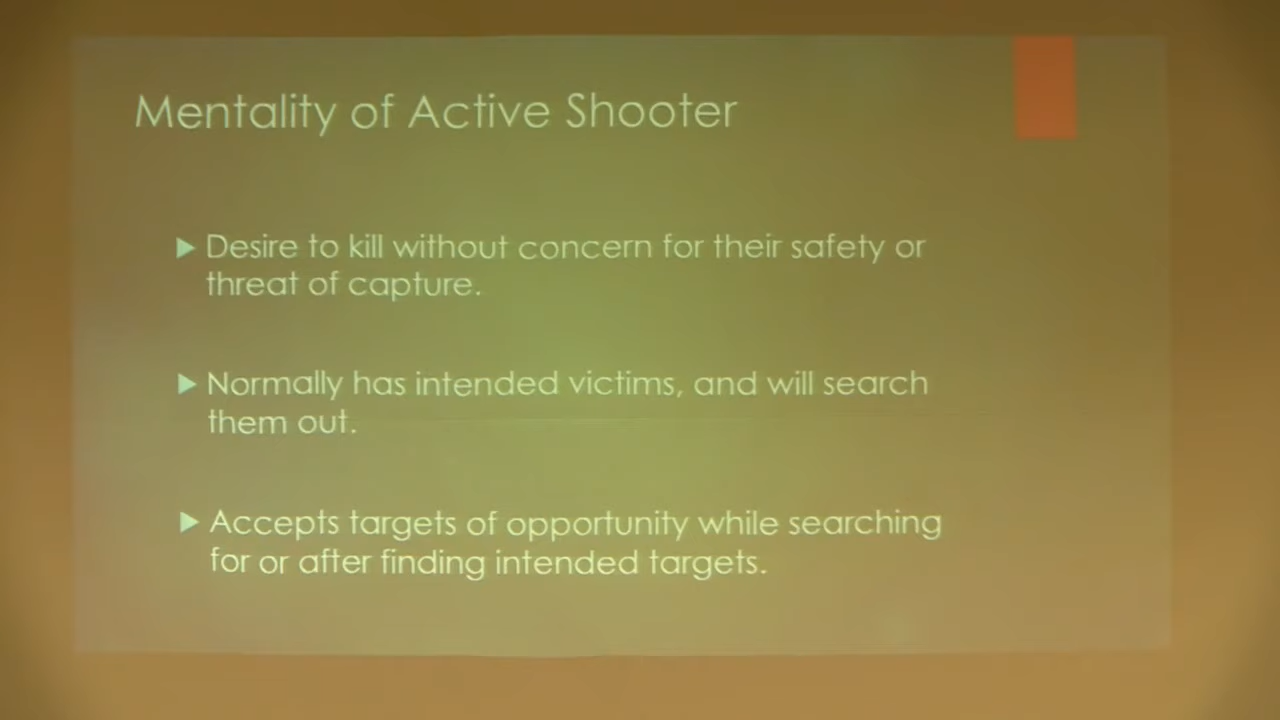 Mentality of Active Shooter
Desire to kill without concern for their safety or
threat of capture.
Normally has intended victims, and will search
them out.
Accepts targets of opportunity while searching
for or after finding intended targets.